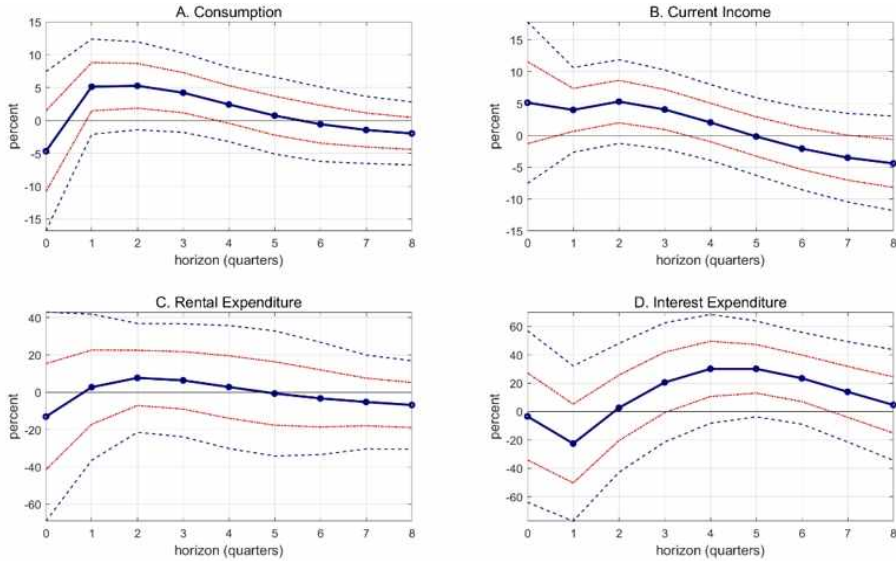 A. Consumption
percent
15
10
5
0
-5
-10
-15
0 1 2 3 4 5 6 7 8
horizon (quarters)
B. Current Income
percent
15
10
5
0
-5
-10
-15
0 1 2 3 4 5 6 7 8
horizon (quarters)
C. Rental Expenditure
percent
40
20
0
-20
-40
-60
0 1 2 3 4 5 6 7 8
horizon (quarters)
D. Interest Expenditure
percent
60
40
20
0
-20
-40
-60
0 1 2 3 4 5 6 7 8
horizon (quarters)